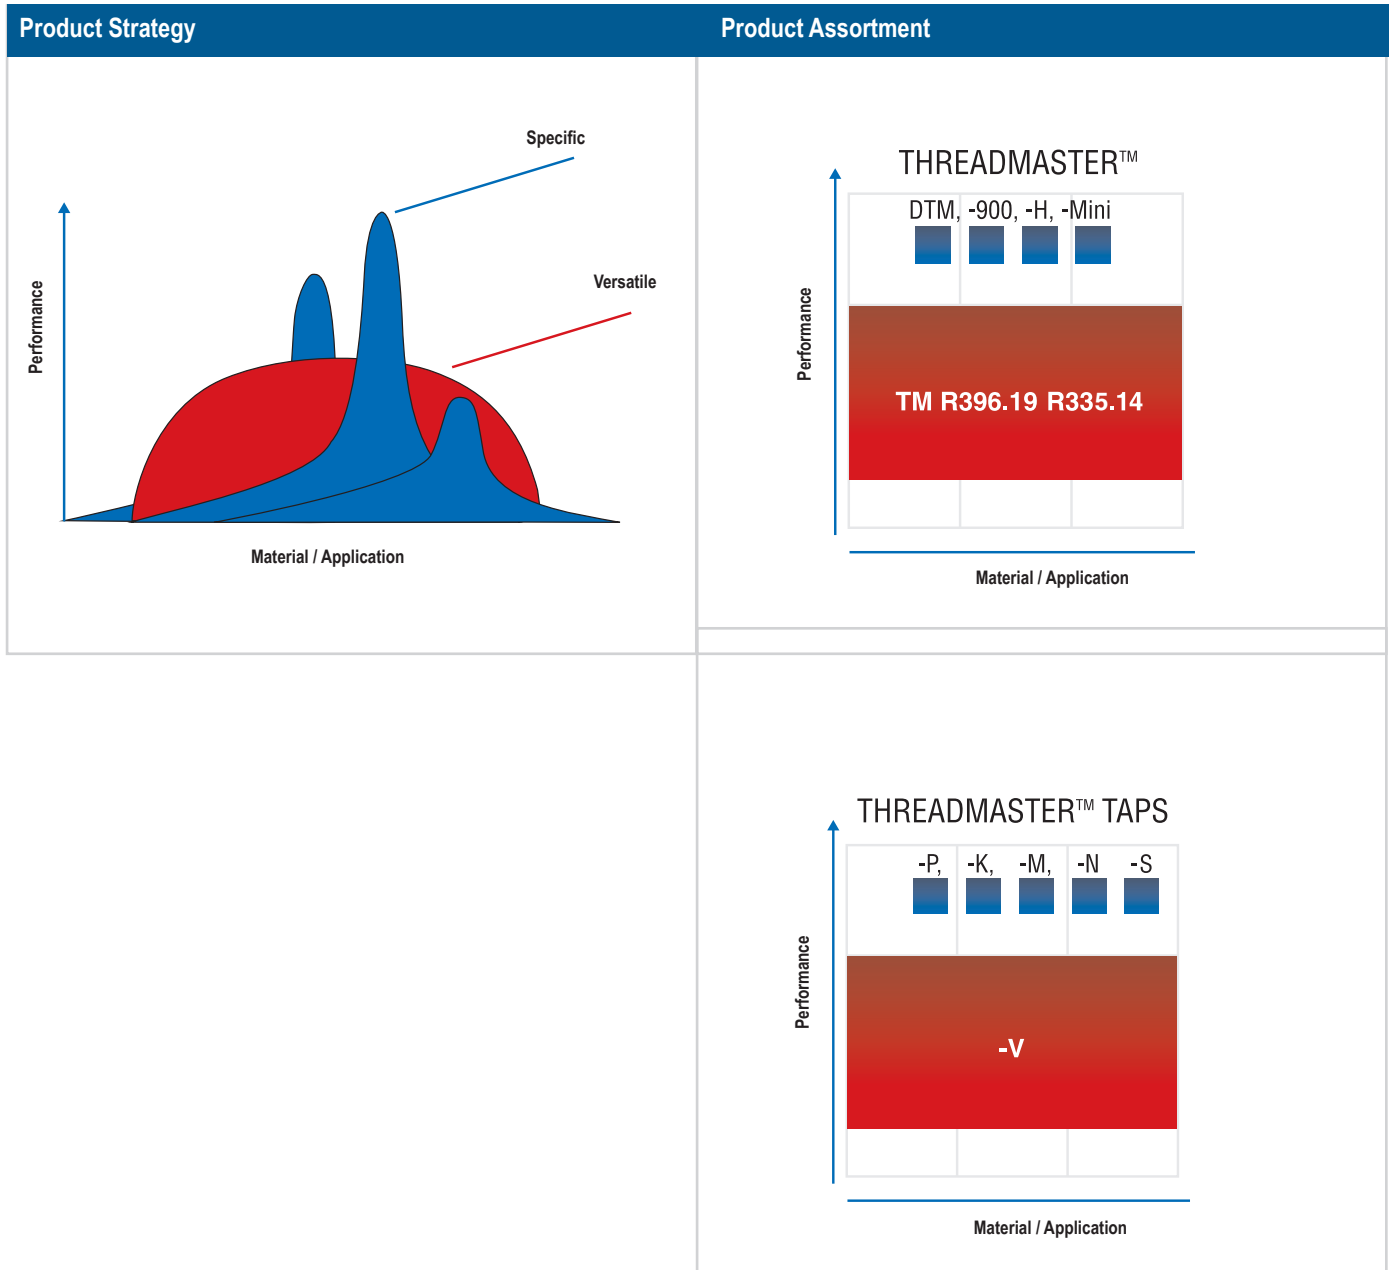 Product Strategy
Product Assortment
Specific
Versatile
Performance
Material / Application
THREADMASTER™
DTM, -900, -H, -Mini
Performance
TM R396.19 R335.14
Material / Application
THREADMASTER™ TAPS
-P, -K, -M, -N -S
Performance
-V
Material / Application